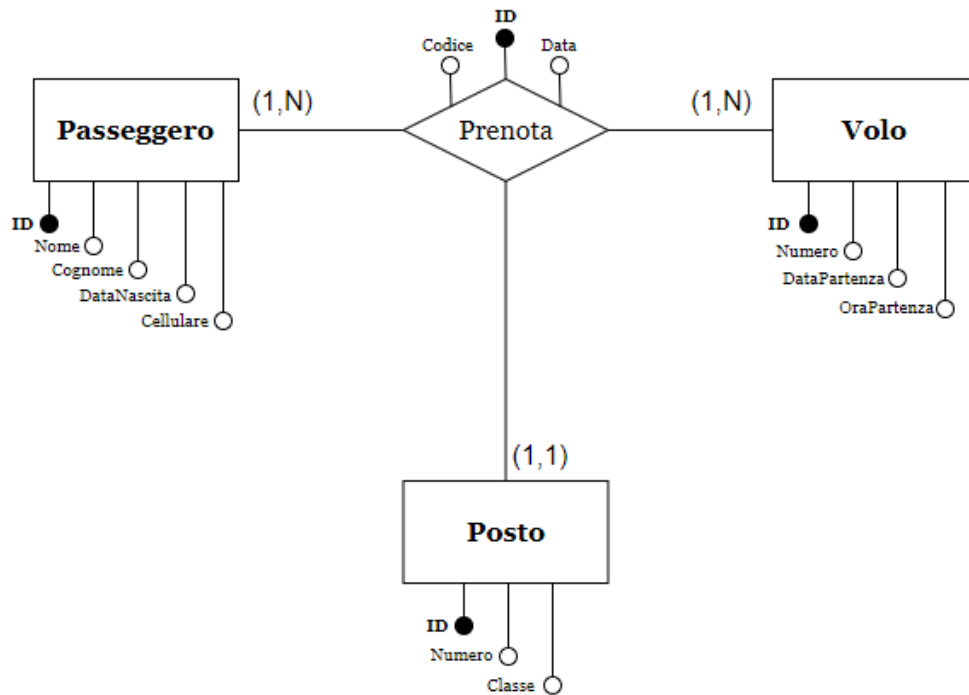 ID
Codice
Data
(1,N)
(1,N)
Passeggero
Prenota
Volo
ID
Nome
Cognome
DataNascita
Cellulare
ID
Numero
DataPartenza
OraPartenza
(1,1)
Posto
ID
Numero
Classe